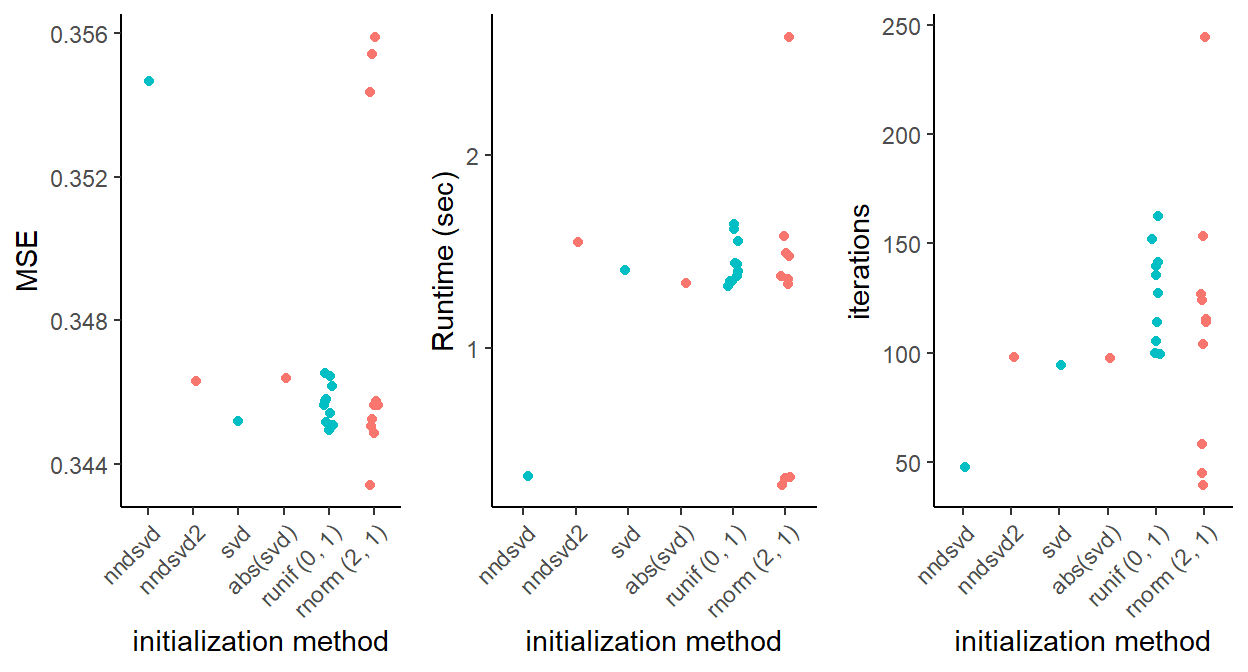 MSE
0.356
0.352
0.348
0.344
nndsvd
nndsvd2
svd
abs(svd)
runif (0, 1)
rnorm (2, 1)
initialization method
Runtime (sec)
2
1
nndsvd
nndsvd2
svd
abs(svd)
runif (0, 1)
rnorm (2, 1)
initialization method
iterations
250
200
150
100
50
nndsvd
nndsvd2
svd
abs(svd)
runif (0, 1)
rnorm (2, 1)
initialization method